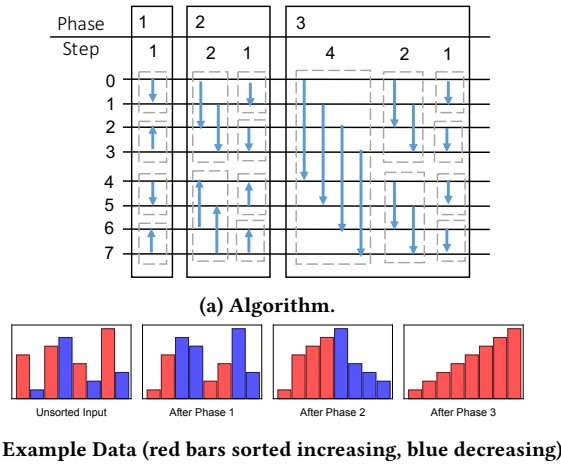 Phase 1 2 3
Step 1 2 1 4 2 1
0
1
2
3
4
5
6
7
(a) Algorithm.
Unsorted Input After Phase 1 After Phase 2 After Phase 3
Example Data (red bars sorted increasing, blue decreasing)